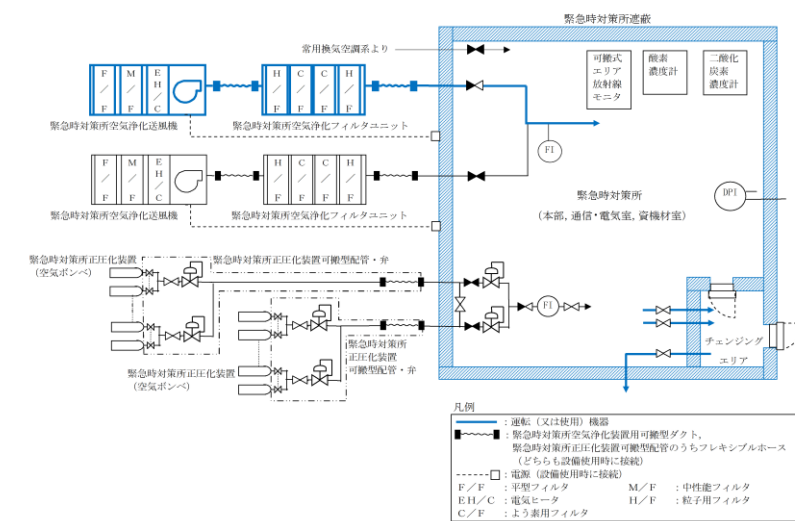 緊急時対策所遮蔽
常用換気空調系より
可搬式
エリア
放射線
モニタ
酸素
濃度計
二酸化
炭素
濃度計
F/F
M/F
EH/C
H/F
C/F
C/F
H/F
緊急時対策所空気浄化送風機
緊急時対策所空気浄化フィルタユニット
FI
F/F
M/F
EH/C
H/F
C/F
C/F
H/F
緊急時対策所空気浄化送風機
緊急時対策所空気浄化フィルタユニット
DPI
緊急時対策所
(本部, 通信・電気室, 資機材室)
緊急時対策所正圧化装置
(空気ボンベ)
緊急時対策所正圧化装置可搬型配管・弁
FI
緊急時対策所
正圧化装置
可搬型配管・弁
緊急時対策所正圧化装置
(空気ボンベ)
チェンジング
エリア
凡例
:運転(又は使用)機器
:緊急時対策所空気浄化装置用可搬型ダクト,
緊急時対策所正圧化装置可搬型配管のうちフレキシブルホース
(どちらも設備使用時に接続)
:電源(設備使用時に接続)
F/F :平型フィルタ M/F :中性能フィルタ
EH/C :電気ヒータ H/F :粒子用フィルタ
C/F :よう素用フィルタ